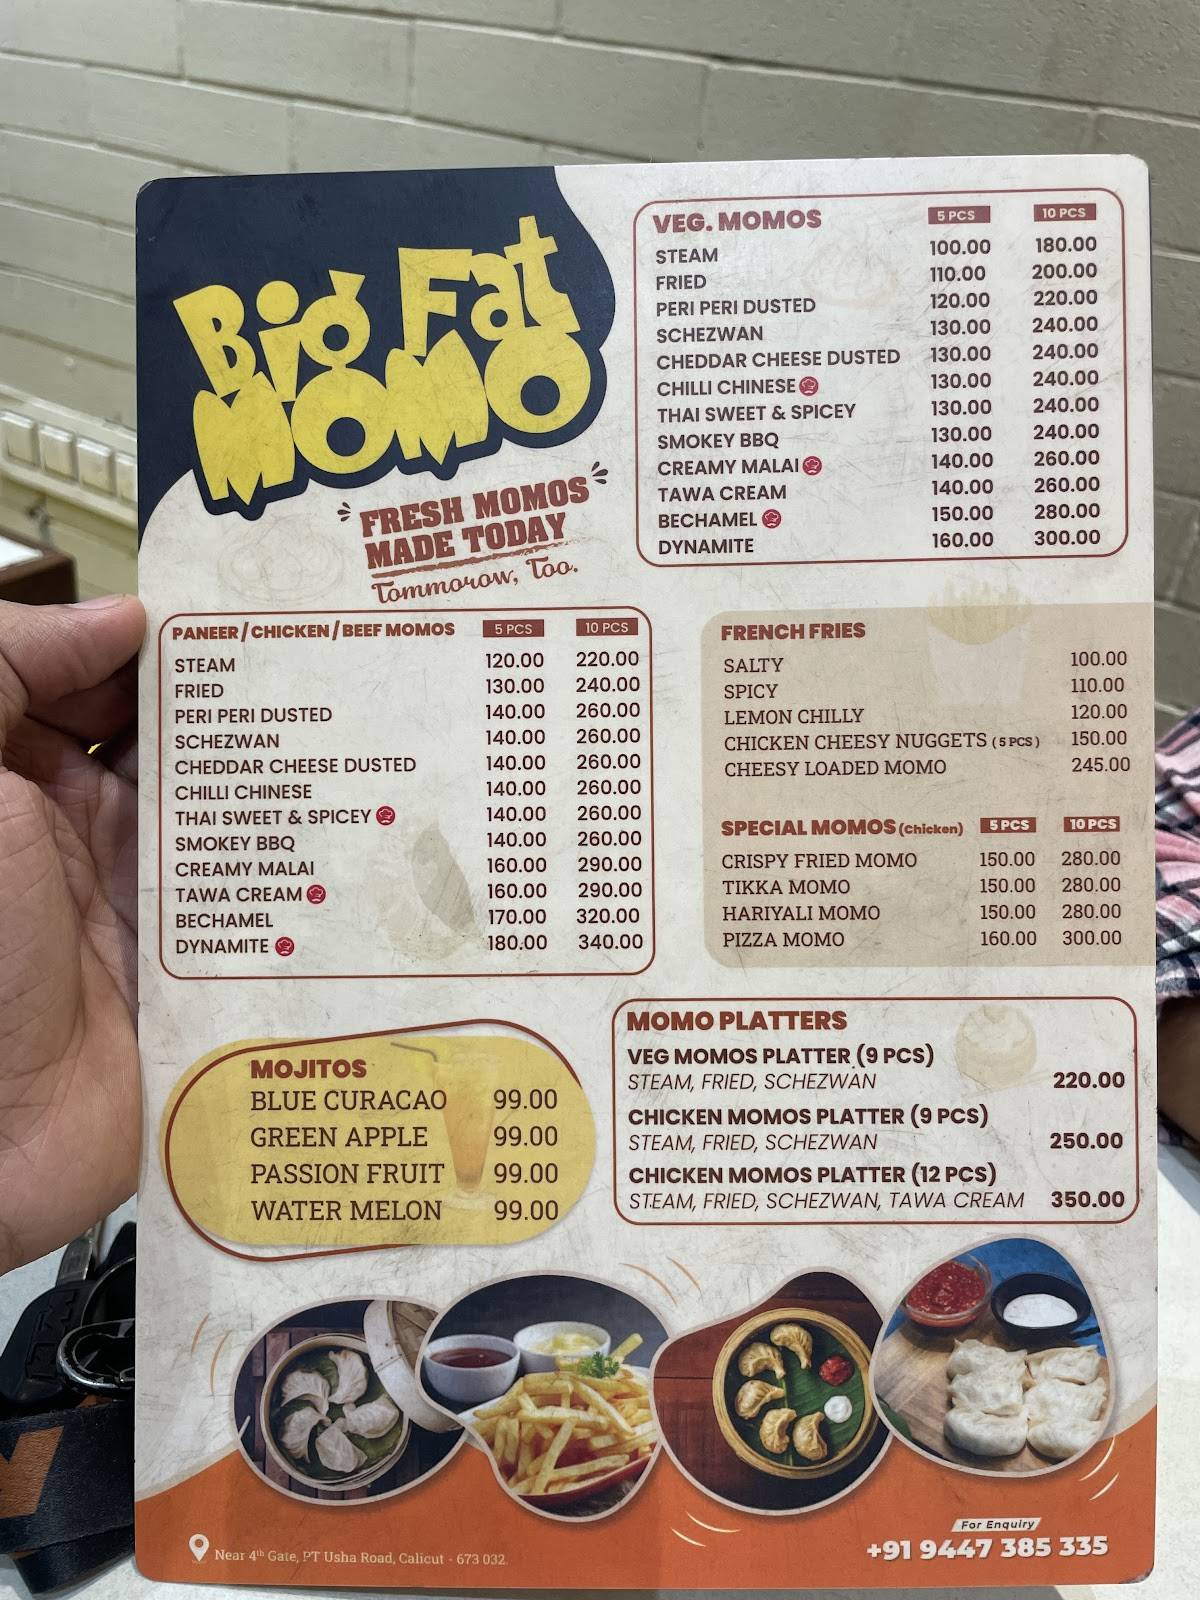 Big Fat
MOMO
FRESH MOMOS
MADE TODAY
Tommorow, Too.
VEG. MOMOS 5 PCS 10 PCS
STEAM 100.00 180.00
FRIED 110.00 200.00
PERI PERI DUSTED 120.00 220.00
SCHEZWAN 130.00 240.00
CHEDDAR CHEESE DUSTED 130.00 240.00
CHILLI CHINESE 130.00 240.00
THAI SWEET & SPICEY 130.00 240.00
SMOKEY BBQ 130.00 240.00
CREAMY MALAI 140.00 260.00
TAWA CREAM 140.00 260.00
BECHAMEL 150.00 280.00
DYNAMITE 160.00 300.00
PANEER / CHICKEN / BEEF MOMOS 5 PCS 10 PCS
STEAM 120.00 220.00
FRIED 130.00 240.00
PERI PERI DUSTED 140.00 260.00
SCHEZWAN 140.00 260.00
CHEDDAR CHEESE DUSTED 140.00 260.00
CHILLI CHINESE 140.00 260.00
THAI SWEET & SPICEY 140.00 260.00
SMOKEY BBQ 140.00 260.00
CREAMY MALAI 160.00 290.00
TAWA CREAM 160.00 290.00
BECHAMEL 170.00 320.00
DYNAMITE 180.00 340.00
FRENCH FRIES
SALTY 100.00
SPICY 110.00
LEMON CHILLY 120.00
CHICKEN CHEESY NUGGETS (5 PCS) 150.00
CHEESY LOADED MOMO 245.00
SPECIAL MOMOS (Chicken) 5 PCS 10 PCS
CRISPY FRIED MOMO 150.00 280.00
TIKKA MOMO 150.00 280.00
HARIYALI MOMO 150.00 280.00
PIZZA MOMO 160.00 300.00
MOJITOS
BLUE CURACAO 99.00
GREEN APPLE 99.00
PASSION FRUIT 99.00
WATER MELON 99.00
MOMO PLATTERS
VEG MOMOS PLATTER (9 PCS)
STEAM, FRIED, SCHEZWAN 220.00
CHICKEN MOMOS PLATTER (9 PCS)
STEAM, FRIED, SCHEZWAN 250.00
CHICKEN MOMOS PLATTER (12 PCS)
STEAM, FRIED, SCHEZWAN, TAWA CREAM 350.00
Near 4th Gate, PT Usha Road, Calicut - 673 032.
For Enquiry
+91 9447 385 335